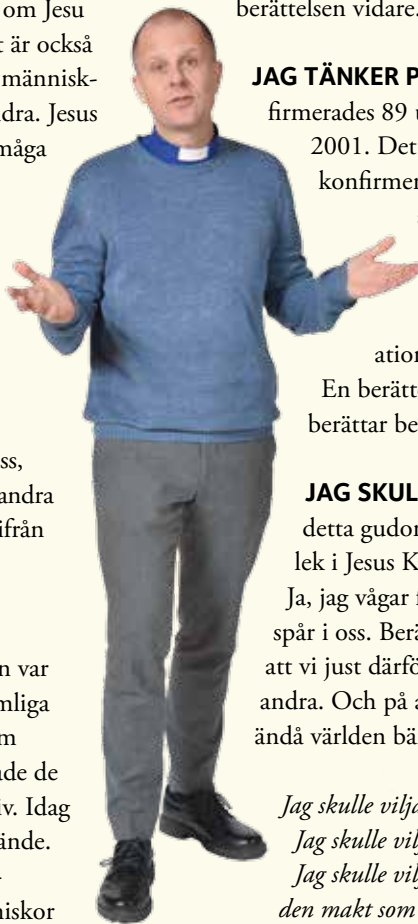 om Jesu
t är också
människ-
dra. Jesus
måga
ss,
andra
ifrån
n var
mliga
m
ade de
iv. Idag
ände.
niskor
berättelsen vidare.
JAG TÄNKER P
firmerades 89 u
2001. Det
konfirmer
ation
En berätte
berättar be
JAG SKUL
detta gudor
lek i Jesus K
Ja, jag vågar f
spår i oss. Berä
att vi just därfö
andra. Och på a
ändå världen bä
Jag skulle vilja
Jag skulle vilj
Jag skulle vilj
den makt som